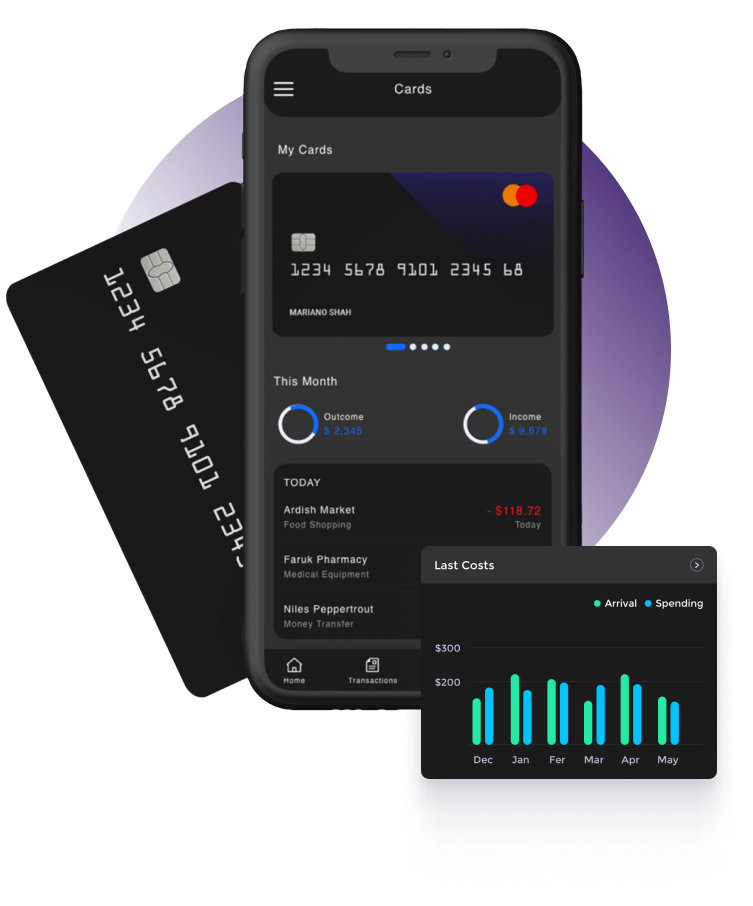 Cards
My Cards
1234 5678 9101 2345 68
MARIANO SHAH
1234 5678 9101 2345
This Month
Outcome
$ 2.345
Income
$ 9.678
TODAY
Ardish Market
- $118.72
Food Shopping
Today
Faruk Pharmacy
Medical Equipment
Niles Peppertrout
Money Transfer
Home
Transactions
Last Costs
Arrival
Spending
$300
$200
Dec Jan Fer Mar Apr May